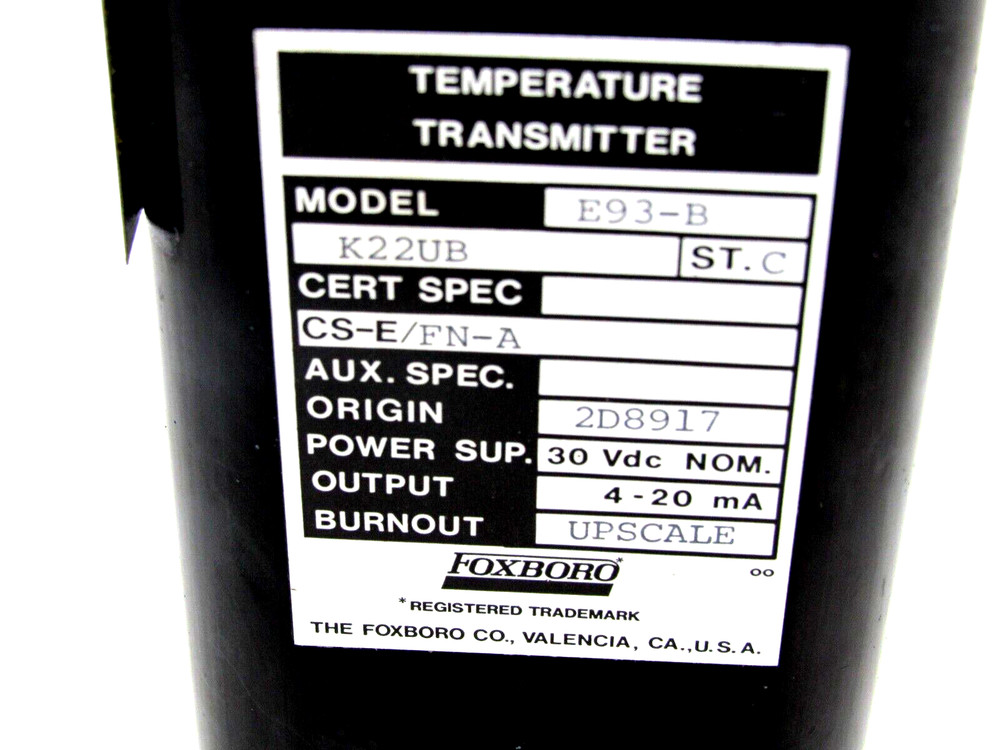 TEMPERATURE
TRANSMITTER
MODEL E93-B
K22UB ST. C
CERT SPEC
CS-E/FN-A
AUX. SPEC.
ORIGIN 2D8917
POWER SUP. 30 Vdc NOM.
OUTPUT 4-20 mA
BURNOUT UPSCALE
FOXBORO* OO
*REGISTERED TRADEMARK
THE FOXBORO CO., VALENCIA, CA.,U.S.A.